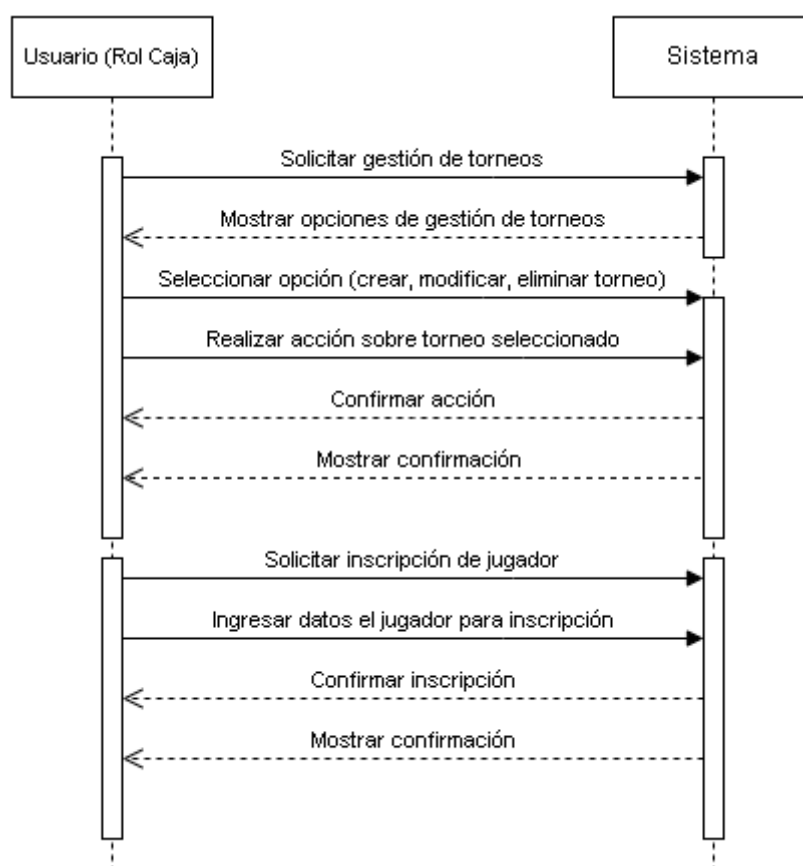 Usuario (Rol Caja)
Sistema
Solicitar gestión de torneos
Mostrar opciones de gestión de torneos
Seleccionar opción (crear, modificar, eliminar torneo)
Realizar acción sobre torneo seleccionado
Confirmar acción
Mostrar confirmación
Solicitar inscripción de jugador
Ingresar datos el jugador para inscripción
Confirmar inscripción
Mostrar confirmación